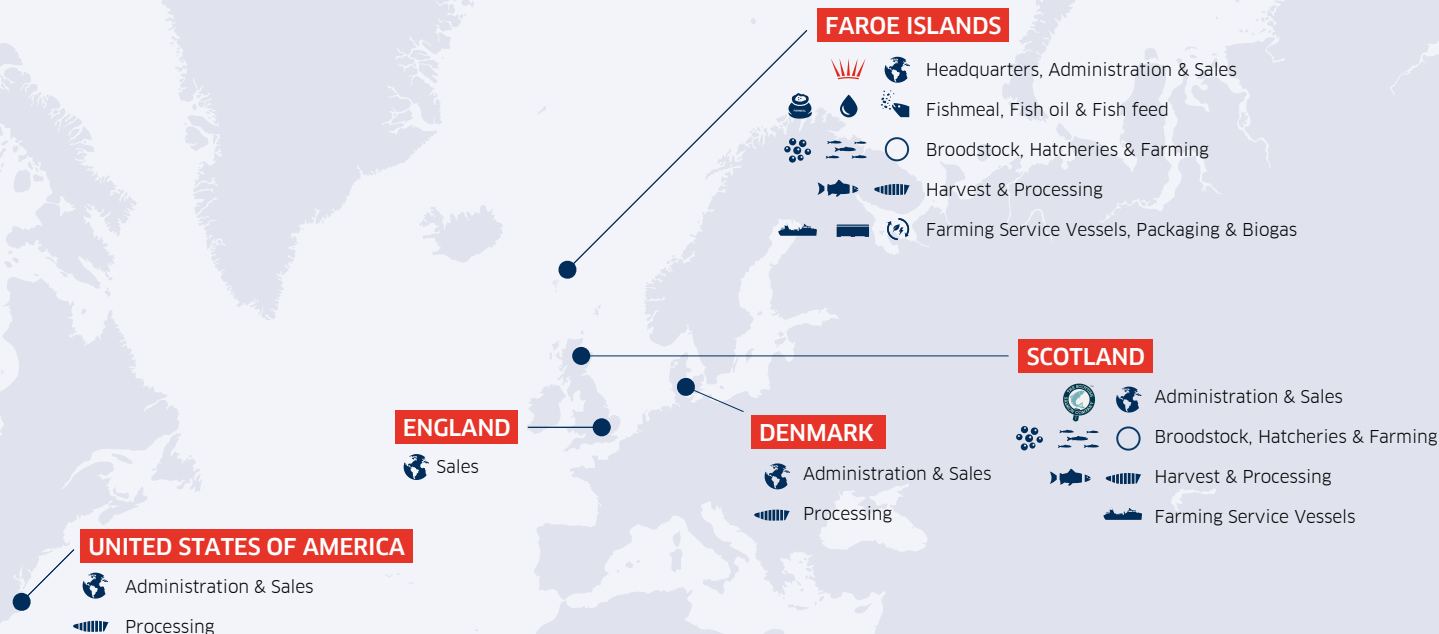 FAROE ISLANDS
Headquarters, Administration & Sales
Fishmeal, Fish oil & Fish feed
Broodstock, Hatcheries & Farming
Harvest & Processing
Farming Service Vessels, Packaging & Biogas
SCOTLAND
Administration & Sales
Broodstock, Hatcheries & Farming
Harvest & Processing
Farming Service Vessels
ENGLAND
Sales
DENMARK
Administration & Sales
Processing
UNITED STATES OF AMERICA
Administration & Sales
Processing